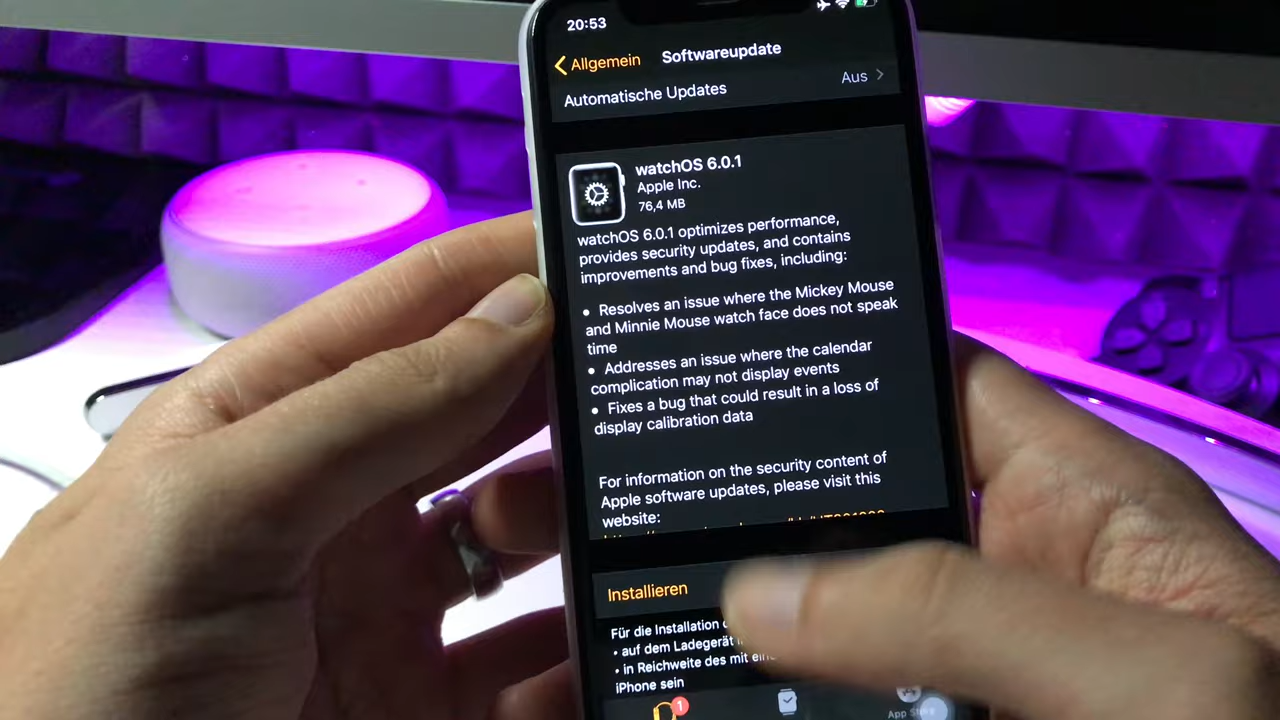 20:53
Allgemein Softwareupdate
Automatische Updates Aus
watchOS 6.0.1
Apple Inc.
76,4 MB
watchOS 6.0.1 optimizes performance,
provides security updates, and contains
improvements and bug fixes, including:
• Resolves an issue where the Mickey Mouse
and Minnie Mouse watch face does not speak
time
• Addresses an issue where the calendar
complication may not display events
• Fixes a bug that could result in a loss of
display calibration data
For information on the security content of
Apple software updates, please visit this
website:
Installieren
Für die Installation
• auf dem Ladegerät
• in Reichweite des mit
iPhone sein
1
App Store